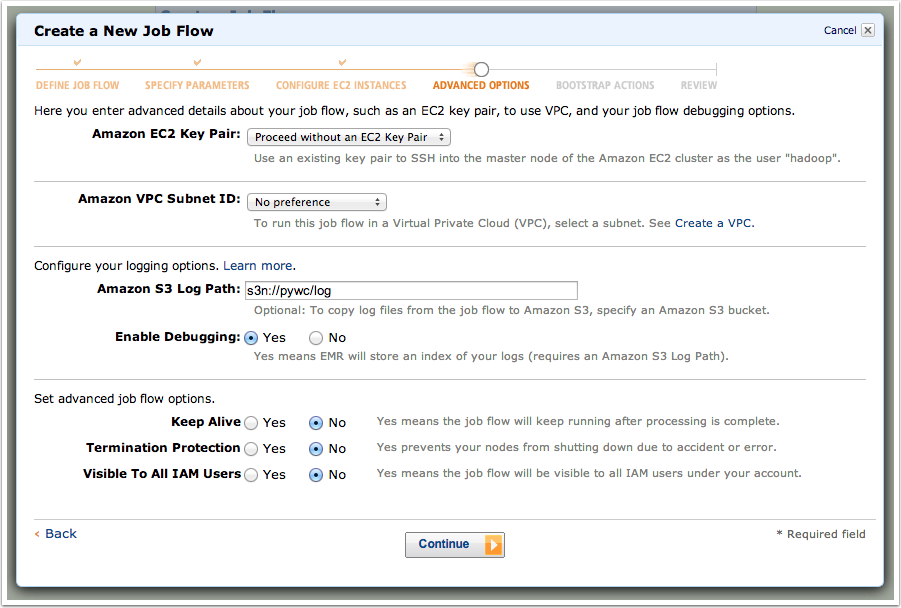 Create a New Job Flow
Cancel
DEFINE JOB FLOW SPECIFY PARAMETERS CONFIGURE EC2 INSTANCES ADVANCED OPTIONS BOOTSTRAP ACTIONS REVIEW
Here you enter advanced details about your job flow, such as an EC2 key pair, to use VPC, and your job flow debugging options.
Amazon EC2 Key Pair: Proceed without an EC2 Key Pair
Use an existing key pair to SSH into the master node of the Amazon EC2 cluster as the user "hadoop".
Amazon VPC Subnet ID: No preference
To run this job flow in a Virtual Private Cloud (VPC), select a subnet. See Create a VPC.
Configure your logging options. Learn more.
Amazon S3 Log Path: s3n://pywc/log
Optional: To copy log files from the job flow to Amazon S3, specify an Amazon S3 bucket.
Enable Debugging: Yes No
Yes means EMR will store an index of your logs (requires an Amazon S3 Log Path).
Set advanced job flow options.
Keep Alive Yes No Yes means the job flow will keep running after processing is complete.
Termination Protection Yes No Yes prevents your nodes from shutting down due to accident or error.
Visible To All IAM Users Yes No Yes means the job flow will be visible to all IAM users under your account.
‹ Back
* Required field
Continue